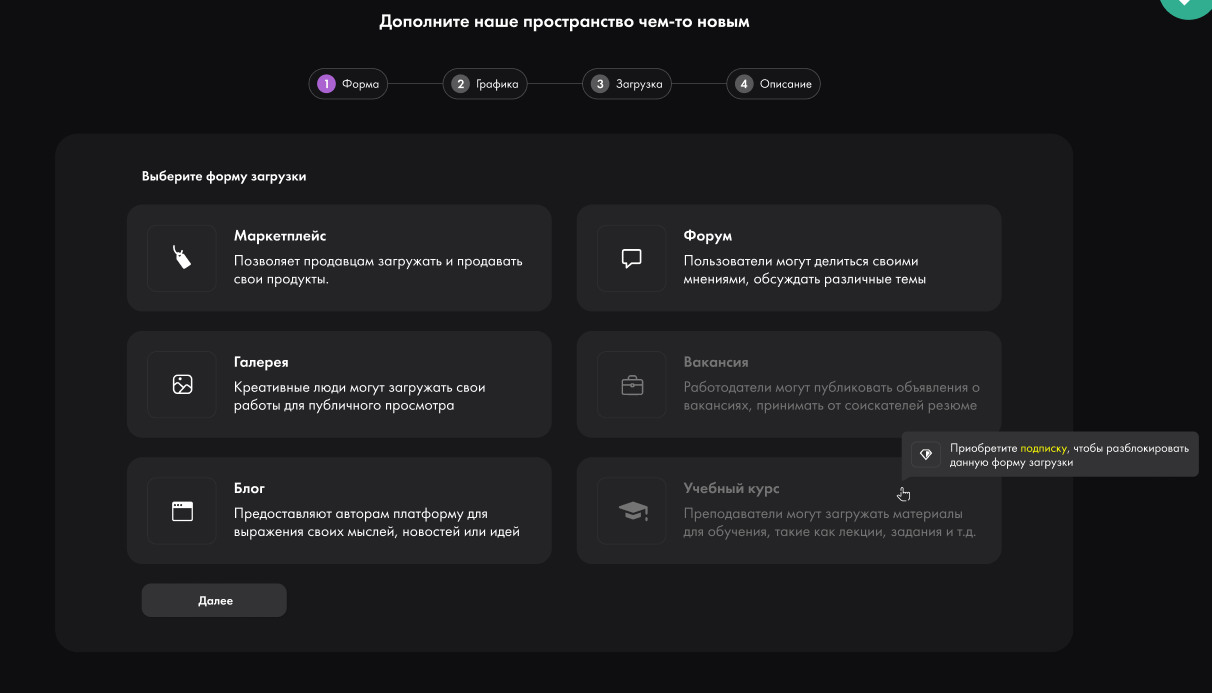 Дополните наше пространство чем-то новым
1 Форма
2 Графика
3 Загрузка
4 Описание
Выберите форму загрузки
Маркетплейс
Позволяет продавцам загружать и продавать
свои продукты.
Форум
Пользователи могут делиться своими
мнениями, обсуждать различные темы
Галерея
Креативные люди могут загружать свои
работы для публичного просмотра
Вакансия
Работодатели могут публиковать объявления о
вакансиях, принимать от соискателей резюме
Приобретите подписку, чтобы разблокировать
данную форму загрузки
Блог
Предоставляют авторам платформу для
выражения своих мыслей, новостей или идей
Учебный курс
Преподаватели могут загружать материалы
для обучения, такие как лекции, задания и т.д.
Далее